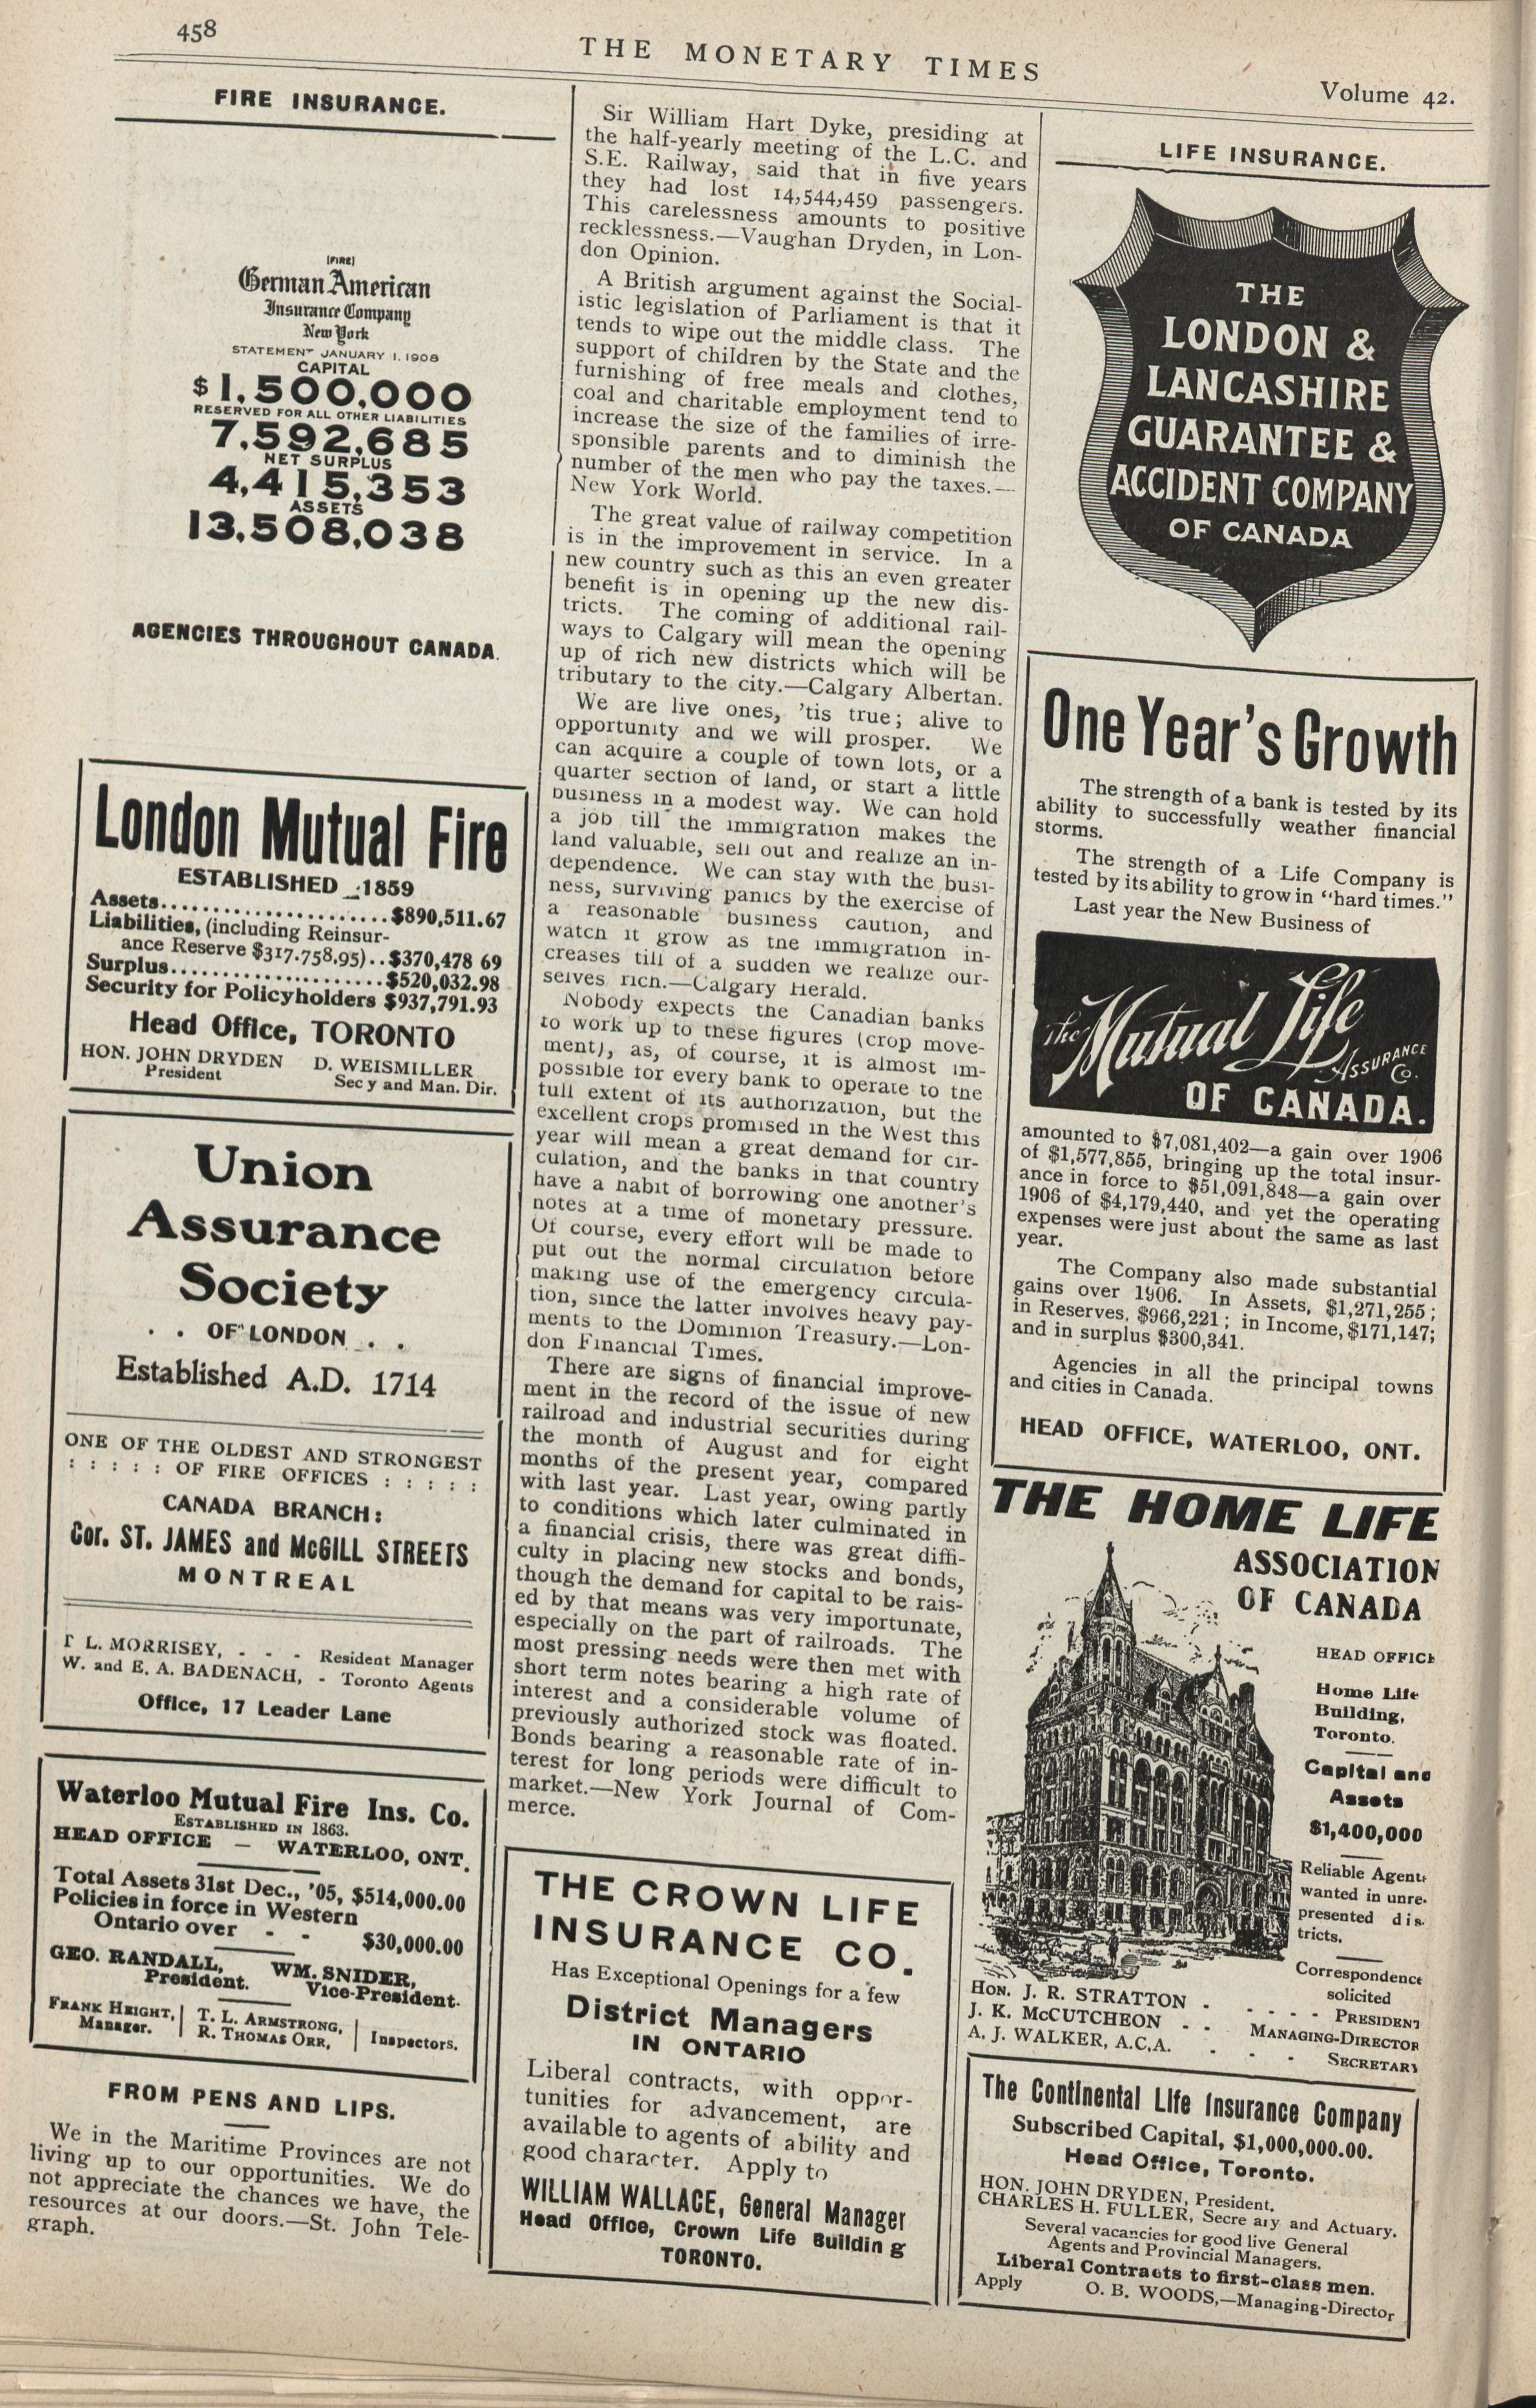 458
THE MONETARY TIMES
Volume 42.
FIRE INSURANCE.
(FIRE)
German American
Insurance Company
New York
STATEMENT JANUARY 1, 1908
CAPITAL
$1,500,000
RESERVED FOR ALL OTHER LIABILITIES
7,592,685
NET SURPLUS
4,415,353
ASSETS
13,508,038
AGENCIES THROUGHOUT CANADA.
London Mutual Fire
ESTABLISHED 1859
Assets......................$890,511.67
Liabilities, (including Reinsur-
ance Reserve $317.758,95)..$370,478 69
Surplus....................$520,032.98
Security for Policyholders $937,791.93
Head Office, TORONTO
HON. JOHN DRYDEN D. WEISMILLER
President Sec y and Man. Dir.
Union
Assurance
Society
. . OF LONDON . .
Established A.D. 1714
ONE OF THE OLDEST AND STRONGEST
: : : : : OF FIRE OFFICES : : : : :
CANADA BRANCH:
Cor. ST. JAMES and McGILL STREETS
MONTREAL
T L. MORRISEY, - - - Resident Manager
W. and E. A. BADENACH, - Toronto Agents
Office, 17 Leader Lane
Waterloo Mutual Fire Ins. Co.
ESTABLISHED IN 1863.
HEAD OFFICE — WATERLOO, ONT.
Total Assets 31st Dec., '05, $514,000.00
Policies in force in Western
Ontario over - - $30,000.00
GEO. RANDALL, WM. SNIDER,
President. Vice-President.
FRANK HEIGHT, T. L. ARMSTRONG,
Manager. R. THOMAS ORR, Inspectors.
FROM PENS AND LIPS.
We in the Maritime Provinces are not
living up to our opportunities. We do
not appreciate the chances we have, the
resources at our doors.—St. John Tele-
graph.
Sir William Hart Dyke, presiding at
the half-yearly meeting of the L.C. and
S.E. Railway, said that in five years
they had lost 14,544,459 passengers.
This carelessness amounts to positive
recklessness.—Vaughan Dryden, in Lon-
don Opinion.
A British argument against the Social-
istic legislation of Parliament is that it
tends to wipe out the middle class. The
support of children by the State and the
furnishing of free meals and clothes,
coal and charitable employment tend to
increase the size of the families of irre-
sponsible parents and to diminish the
number of the men who pay the taxes.—
New York World.
The great value of railway competition
is in the improvement in service. In a
new country such as this an even greater
benefit is in opening up the new dis-
tricts. The coming of additional rail-
ways to Calgary will mean the opening
up of rich new districts which will be
tributary to the city.—Calgary Albertan.
We are live ones, 'tis true; alive to
opportunity and we will prosper. We
can acquire a couple of town lots, or a
quarter section of land, or start a little
business in a modest way. We can hold
a job till the immigration makes the
land valuable, sell out and realize an in-
dependence. We can stay with the busi-
ness, surviving panics by the exercise of
a reasonable business caution, and
watch it grow as the immigration in-
creases till of a sudden we realize our-
selves rich.—Calgary Herald.
Nobody expects the Canadian banks
to work up to these figures (crop move-
ment), as, of course, it is almost im-
possible for every bank to operate to the
full extent of its authorization, but the
excellent crops promised in the West this
year will mean a great demand for cir-
culation, and the banks in that country
have a habit of borrowing one another's
notes at a time of monetary pressure.
Of course, every effort will be made to
put out the normal circulation before
making use of the emergency circula-
tion, since the latter involves heavy pay-
ments to the Dominion Treasury.—Lon-
don Financial Times.
There are signs of financial improve-
ment in the record of the issue of new
railroad and industrial securities during
the month of August and for eight
months of the present year, compared
with last year. Last year, owing partly
to conditions which later culminated in
a financial crisis, there was great diffi-
culty in placing new stocks and bonds,
though the demand for capital to be rais-
ed by that means was very importunate,
especially on the part of railroads. The
most pressing needs were then met with
short term notes bearing a high rate of
interest and a considerable volume of
previously authorized stock was floated.
Bonds bearing a reasonable rate of in-
terest for long periods were difficult to
market.—New York Journal of Com-
merce.
THE CROWN LIFE
INSURANCE CO.
Has Exceptional Openings for a few
District Managers
IN ONTARIO
Liberal contracts, with oppor-
tunities for advancement, are
available to agents of ability and
good character. Apply to
WILLIAM WALLACE, General Manager
Head Office, Crown Life Building
TORONTO.
LIFE INSURANCE.
THE
LONDON &
LANCASHIRE
GUARANTEE &
ACCIDENT COMPANY
OF CANADA
One Year's Growth
The strength of a bank is tested by its
ability to successfully weather financial
storms.
The strength of a Life Company is
tested by its ability to grow in "hard times."
Last year the New Business of
The Mutual Life
ASSURANCE
Co.
OF CANADA.
amounted to $7,081,402—a gain over 1906
of $1,577,855, bringing up the total insur-
ance in force to $51,091,848—a gain over
1906 of $4,179,440, and yet the operating
expenses were just about the same as last
year.
The Company also made substantial
gains over 1906. In Assets, $1,271,255;
in Reserves, $966,221; in Income, $171,147;
and in surplus $300,341.
Agencies in all the principal towns
and cities in Canada.
HEAD OFFICE, WATERLOO, ONT.
THE HOME LIFE
ASSOCIATION
OF CANADA
HEAD OFFICE
Home Life
Building,
Toronto.
Capital and
Assets
$1,400,000
Reliable Agents
wanted in unre-
presented dis-
tricts.
Correspondence
solicited
HON. J. R. STRATTON . - - - - PRESIDENT
J. K. McCUTCHEON . - - MANAGING-DIRECTOR
A. J. WALKER, A.C.A. . - - SECRETARY
The Continental Life Insurance Company
Subscribed Capital, $1,000,000.00.
Head Office, Toronto.
HON. JOHN DRYDEN, President.
CHARLES H. FULLER, Secre ary and Actuary.
Several vacancies for good live General
Agents and Provincial Managers.
Liberal Contracts to first-class men.
Apply O. B. WOODS,—Managing-Director